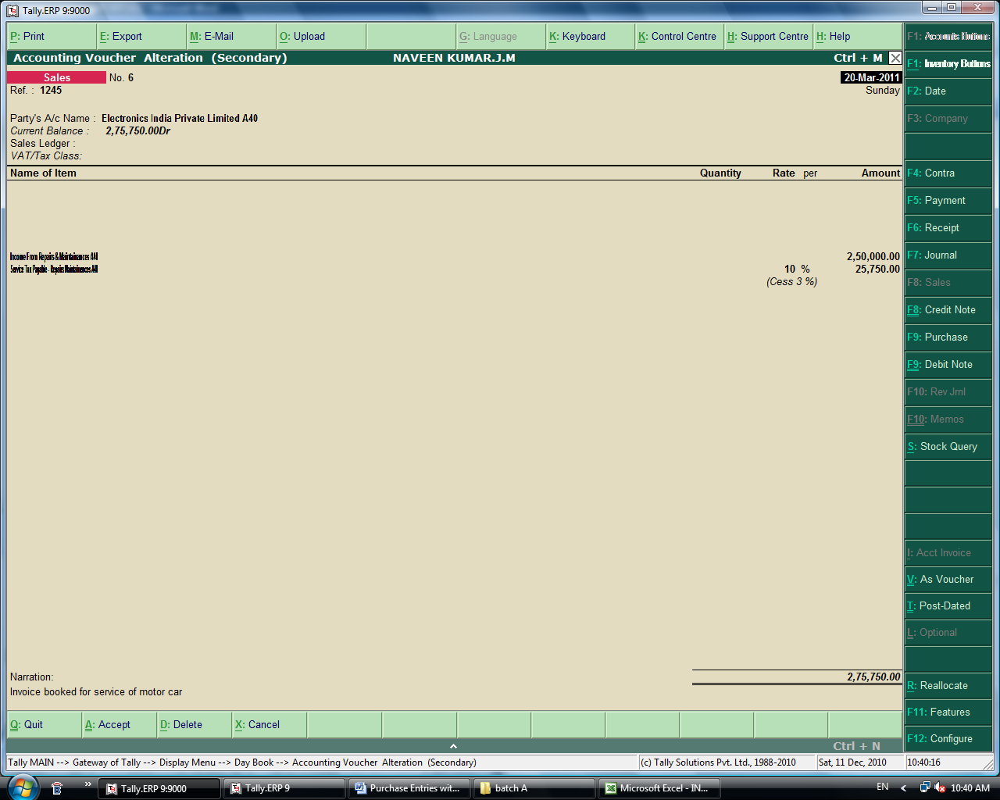 Tally.ERP 9:9000
P: Print E: Export M: E-Mail O: Upload G: Language K: Keyboard K: Control Centre H: Support Centre H: Help
Accounting Voucher Alteration (Secondary) NAVEEN KUMAR.J.M Ctrl + M
Sales No. 6 20-Mar-2011
Ref. : 1245 Sunday
Party's A/c Name : Electronics India Private Limited A40
Current Balance : 2,75,750.00Dr
Sales Ledger :
VAT/Tax Class:
Name of Item Quantity Rate per Amount
Income From Repairs & Maintainances A40 2,50,000.00
Service Tax Payable - Repairs Maintainences A40 10 % 25,750.00
(Cess 3 %)
Narration: 2,75,750.00
Invoice booked for service of motor car
Q: Quit A: Accept D: Delete X: Cancel
Ctrl + N
F1: Accounts Buttons
F1: Inventory Buttons
F2: Date
F3: Company
F4: Contra
F5: Payment
F6: Receipt
F7: Journal
F8: Sales
F8: Credit Note
F9: Purchase
F9: Debit Note
F10: Rev Jrnl
F10: Memos
S: Stock Query
I: Acct Invoice
V: As Voucher
T: Post-Dated
L: Optional
R: Reallocate
F11: Features
F12: Configure
Tally MAIN --> Gateway of Tally --> Display Menu --> Day Book --> Accounting Voucher Alteration (Secondary) (c) Tally Solutions Pvt. Ltd., 1988-2010 Sat, 11 Dec, 2010 10:40:16
Tally.ERP 9:9000 Tally.ERP 9 Purchase Entries wit... batch A Microsoft Excel - IN... EN 10:40 AM